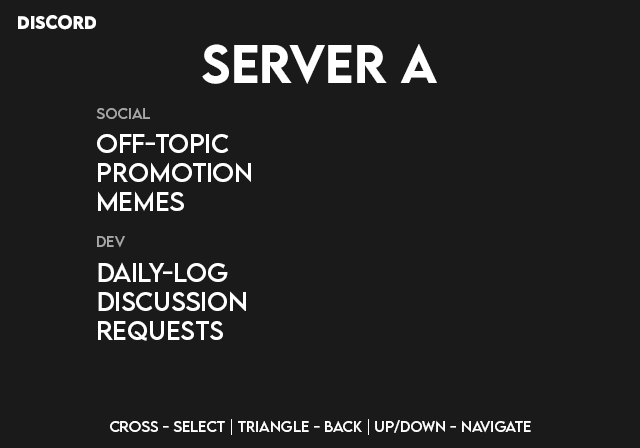 DISCORD
SERVER A
SOCIAL
OFF-TOPIC
PROMOTION
MEMES
DEV
DAILY-LOG
DISCUSSION
REQUESTS
CROSS - SELECT | TRIANGLE - BACK | UP/DOWN - NAVIGATE